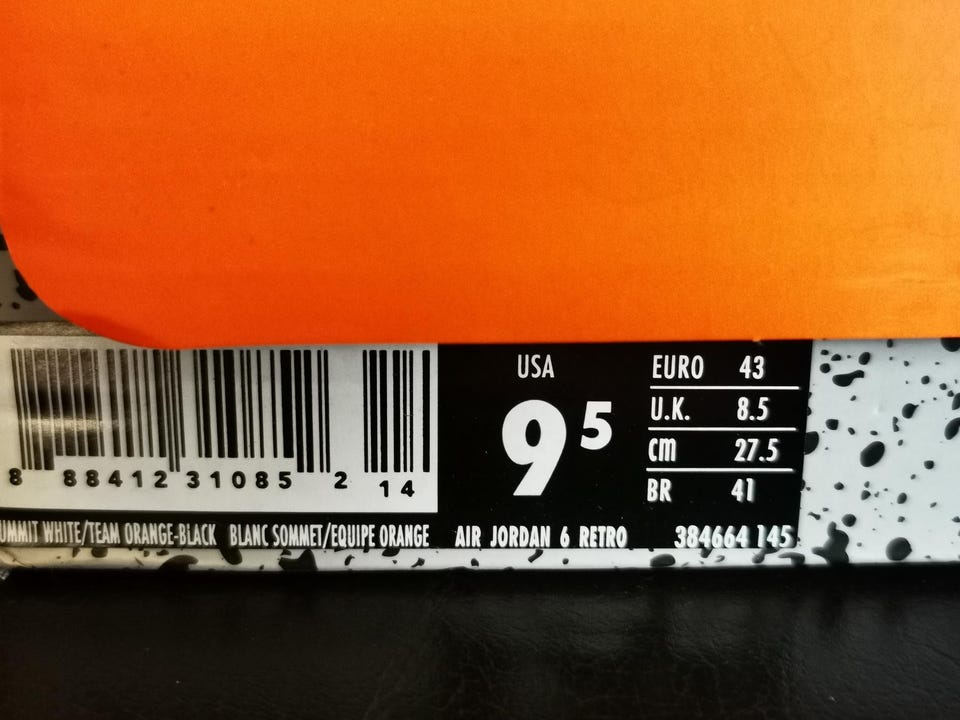 USA
9 5
EURO 43
U.K. 8.5
cm 27.5
BR 41
8 88412 31085 2 14
UMMIT WHITE/TEAM ORANGE-BLACK BLANC SOMMET/EQUIPE ORANGE AIR JORDAN 6 RETRO 384664 145